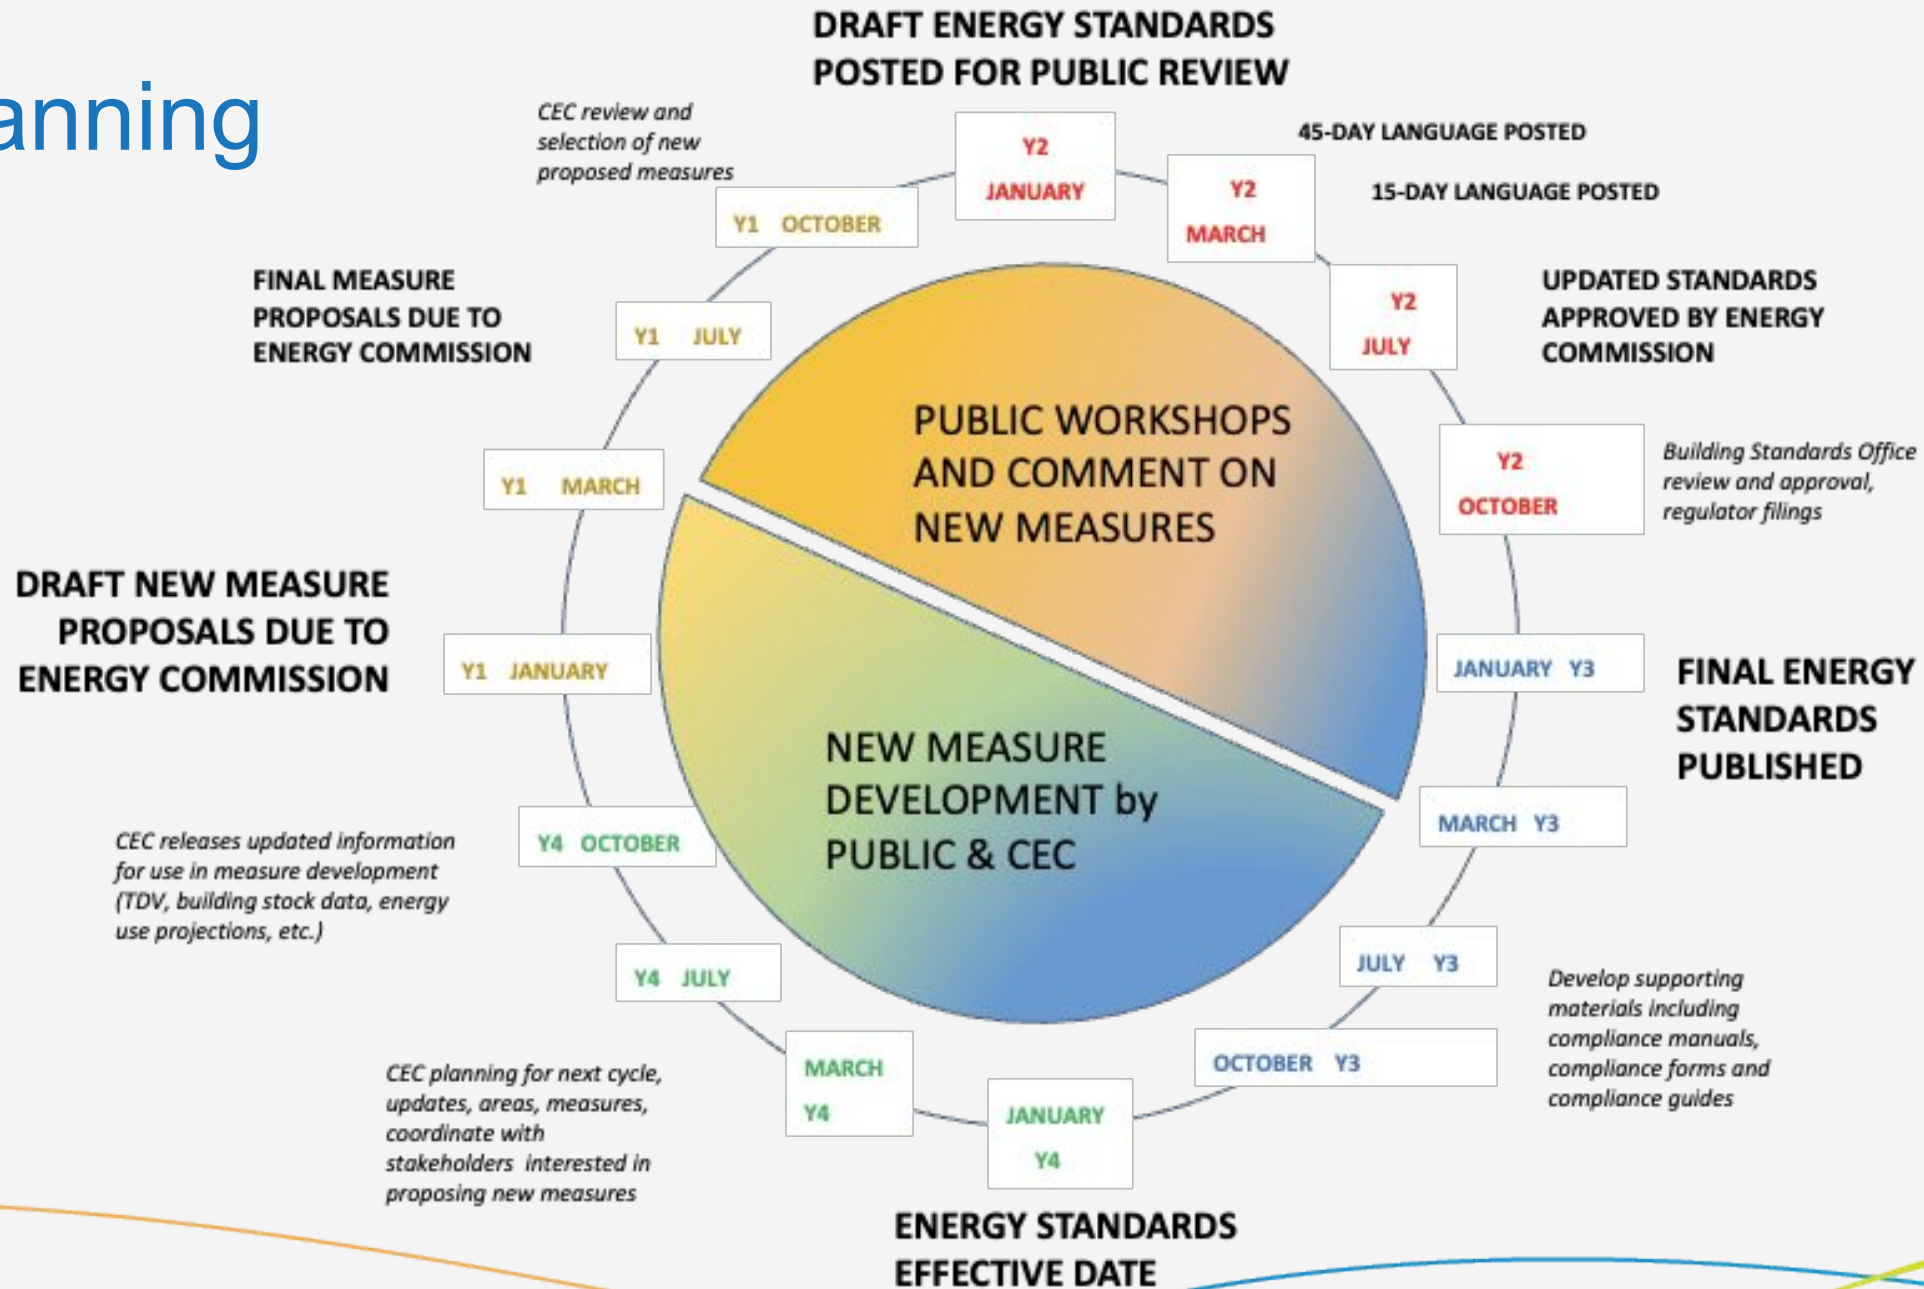 anning
DRAFT ENERGY STANDARDS
POSTED FOR PUBLIC REVIEW
CEC review and
selection of new
proposed measures
Y2
JANUARY
45-DAY LANGUAGE POSTED
Y2
MARCH
15-DAY LANGUAGE POSTED
Y1 OCTOBER
FINAL MEASURE
PROPOSALS DUE TO
ENERGY COMMISSION
Y1 JULY
Y2
JULY
UPDATED STANDARDS
APPROVED BY ENERGY
COMMISSION
PUBLIC WORKSHOPS
AND COMMENT ON
NEW MEASURES
Y2
OCTOBER
Building Standards Office
review and approval,
regulator filings
Y1 MARCH
DRAFT NEW MEASURE
PROPOSALS DUE TO
ENERGY COMMISSION
Y1 JANUARY
JANUARY Y3
FINAL ENERGY
STANDARDS
PUBLISHED
NEW MEASURE
DEVELOPMENT by
PUBLIC & CEC
MARCH Y3
CEC releases updated information
for use in measure development
(TDV, building stock data, energy
use projections, etc.)
Y4 OCTOBER
Y4 JULY
JULY Y3
Develop supporting
materials including
compliance manuals,
compliance forms and
compliance guides
CEC planning for next cycle,
updates, areas, measures,
coordinate with
stakeholders interested in
proposing new measures
MARCH
Y4
JANUARY
Y4
OCTOBER Y3
ENERGY STANDARDS
EFFECTIVE DATE